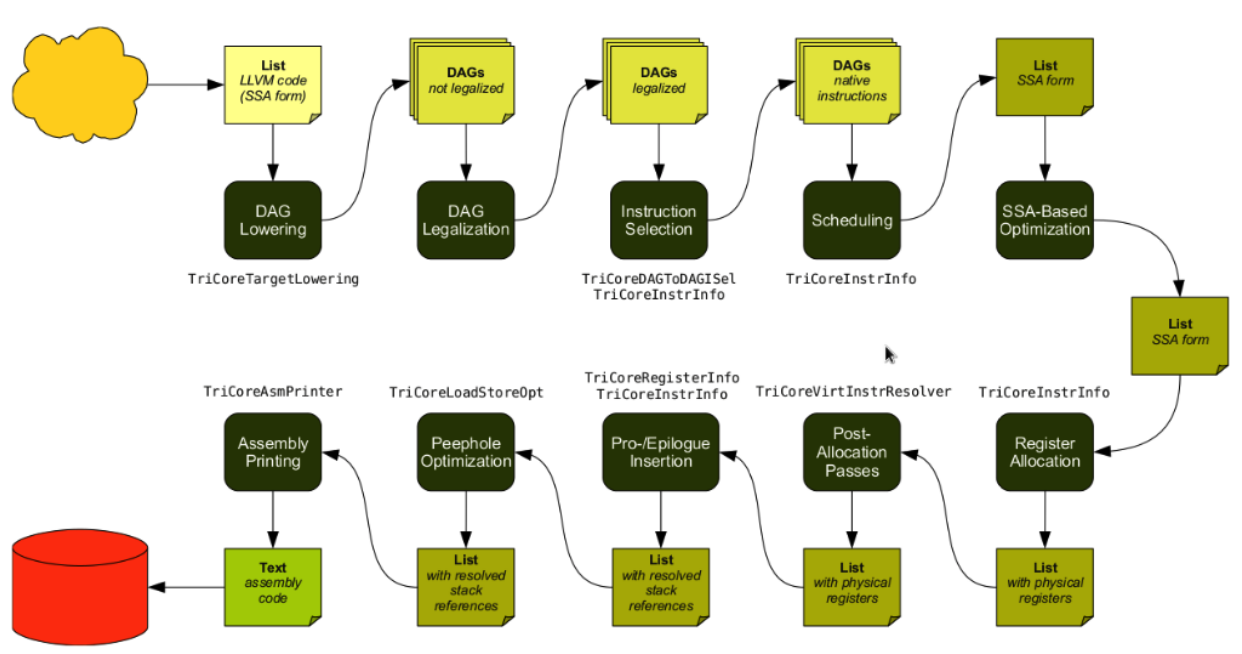 List
LLVM code
(SSA form)
DAGs
not legalized
DAGs
legalized
DAGs
native
instructions
List
SSA form
DAG
Lowering
DAG
Legalization
Instruction
Selection
Scheduling
SSA-Based
Optimization
TriCoreTargetLowering
TriCoreDAGToDAGISel
TriCoreInstrInfo
TriCoreInstrInfo
List
SSA form
TriCoreAsmPrinter
TriCoreLoadStoreOpt
TriCoreRegisterInfo
TriCoreInstrInfo
TriCoreVirtInstrResolver
TriCoreInstrInfo
Assembly
Printing
Peephole
Optimization
Pro-/Epilogue
Insertion
Post-
Allocation
Passes
Register
Allocation
Text
assembly
code
List
with resolved
stack
references
List
with resolved
stack
references
List
with physical
registers
List
with physical
registers